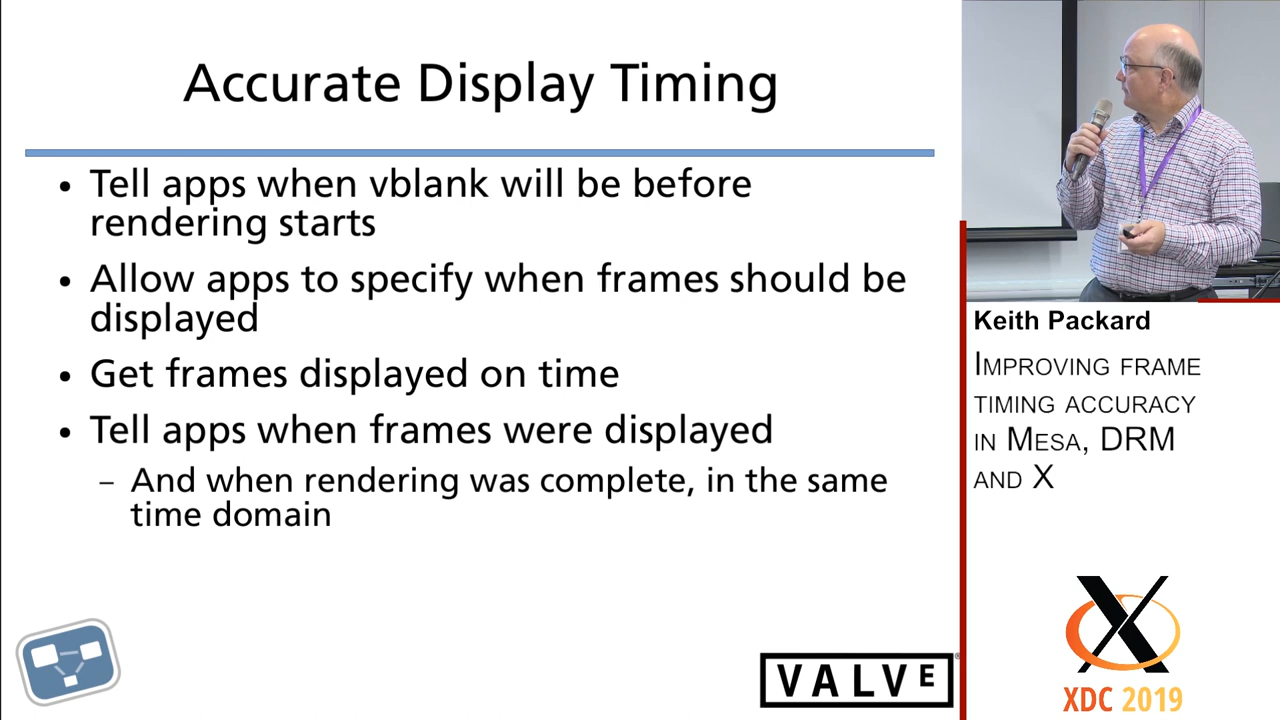 Accurate Display Timing
• Tell apps when vblank will be before
rendering starts
• Allow apps to specify when frames should be
displayed
• Get frames displayed on time
• Tell apps when frames were displayed
– And when rendering was complete, in the same
time domain
VALVE®
Keith Packard
Improving frame
timing accuracy
in Mesa, DRM
and X
X
XDC 2019